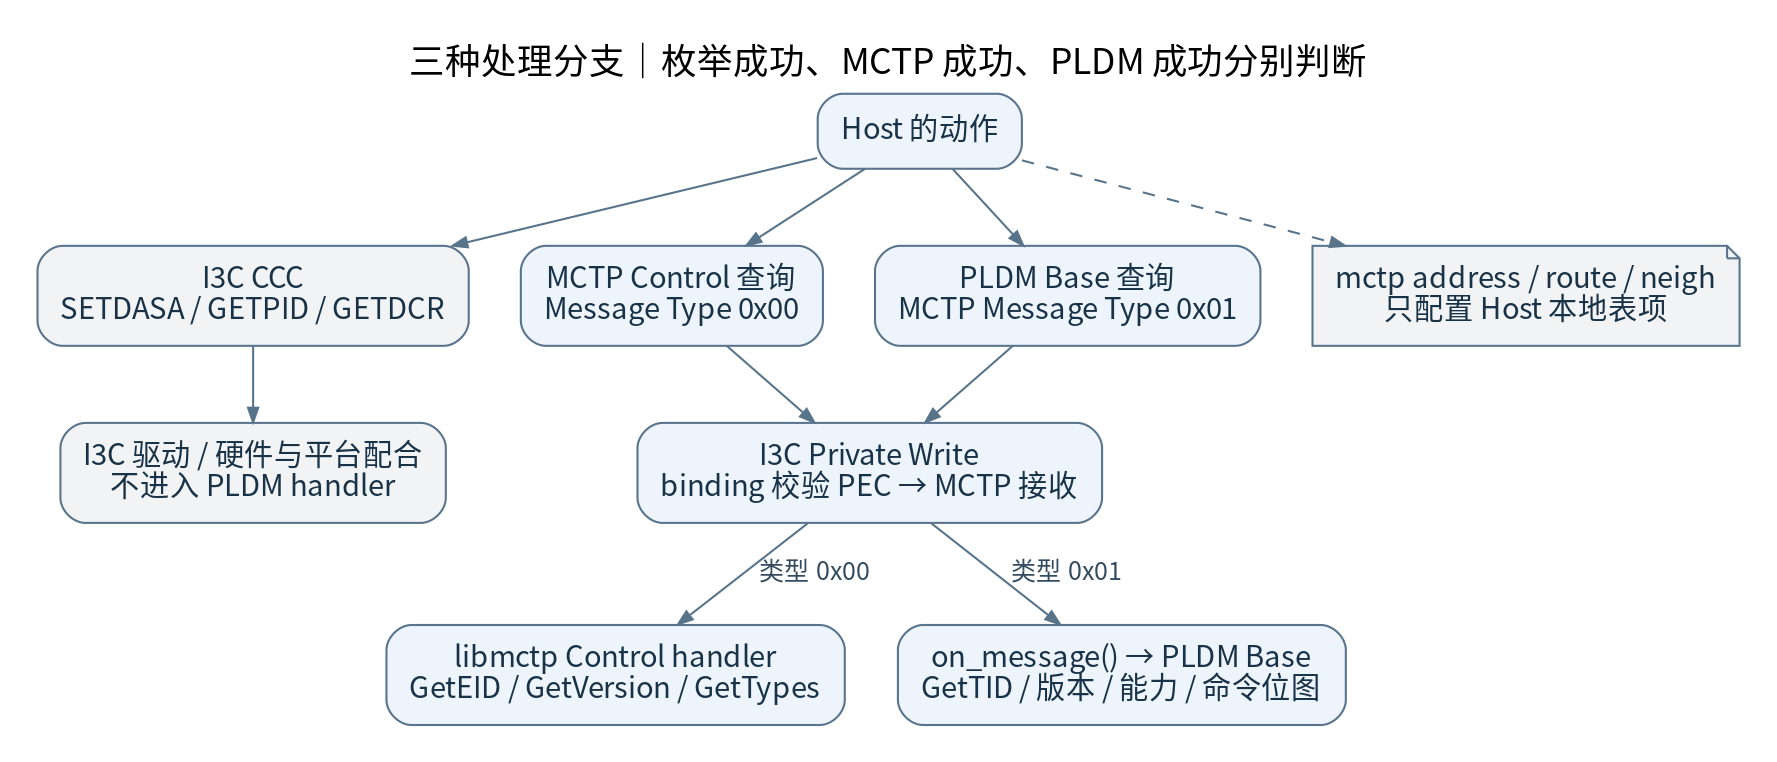 三种处理分支｜枚举成功、MCTP 成功、PLDM 成功分别判断
Host 的动作
I3C CCC
SETDASA / GETPID / GETDCR
MCTP Control 查询
Message Type 0x00
PLDM Base 查询
MCTP Message Type 0x01
mctp address / route / neigh
只配置 Host 本地表项
I3C 驱动 / 硬件与平台配合
不进入 PLDM handler
I3C Private Write
binding 校验 PEC → MCTP 接收
类型 0x00
类型 0x01
libmctp Control handler
GetEID / GetVersion / GetTypes
on_message() → PLDM Base
GetTID / 版本 / 能力 / 命令位图